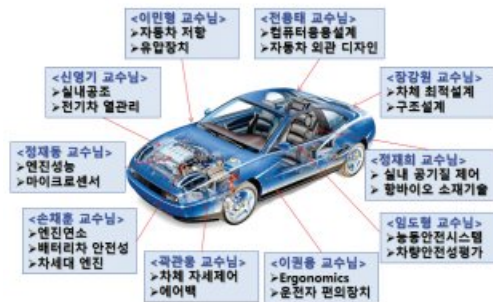 <이민형 교수님>
➢자동차 저항
➢유압장치
<전용태 교수님>
➢컴퓨터응용설계
➢자동차 외관 디자인
<신영기 교수님>
➢실내공조
➢전기차 열관리
<장강원 교수님>
➢차체 최적설계
➢구조설계
<정재동 교수님>
➢엔진성능
➢마이크로센서
<정재희 교수님>
➢실내 공기질 제어
➢항바이오 소재기술
<손채훈 교수님>
➢엔진연소
➢배터리차 안전성
➢차세대 엔진
<곽관웅 교수님>
➢차체 자세제어
➢에어백
<이권용 교수님>
➢Ergonomics
➢운전자 편의장치
<임도형 교수님>
➢능동안전시스템
➢차량안전성평가